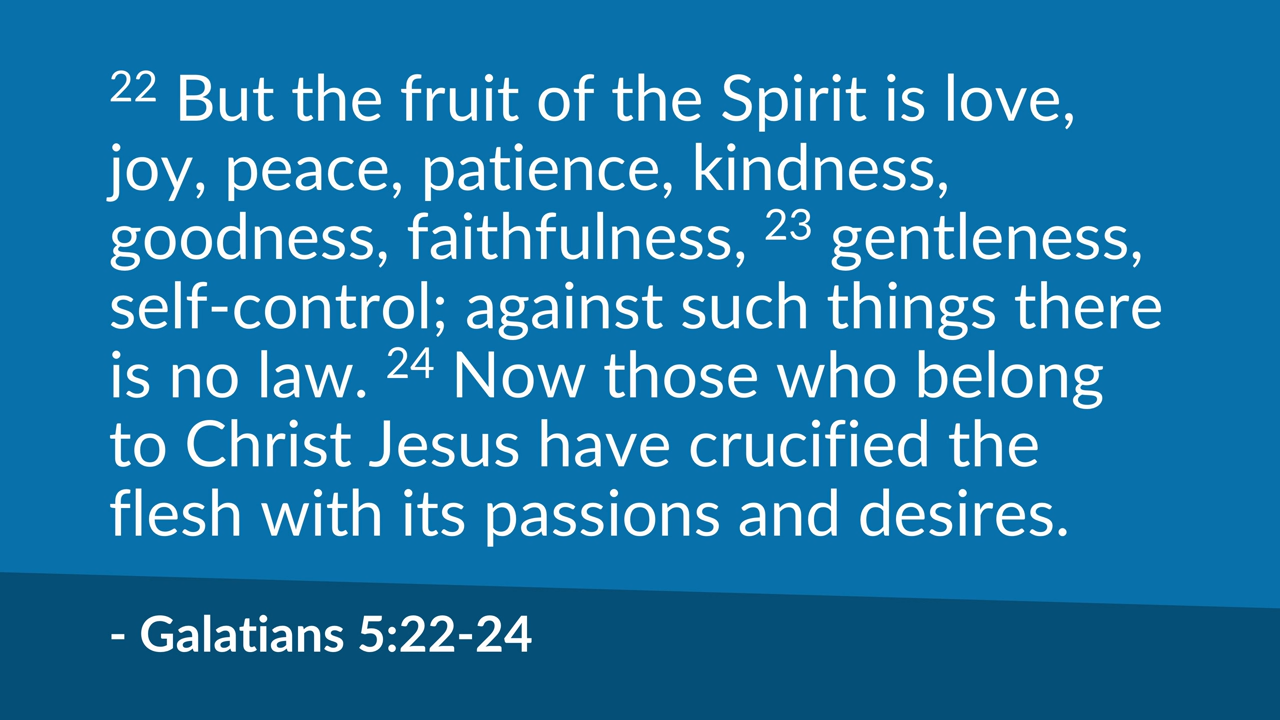 22 But the fruit of the Spirit is love,
joy, peace, patience, kindness,
goodness, faithfulness, 23 gentleness,
self-control; against such things there
is no law. 24 Now those who belong
to Christ Jesus have crucified the
flesh with its passions and desires.
- Galatians 5:22-24